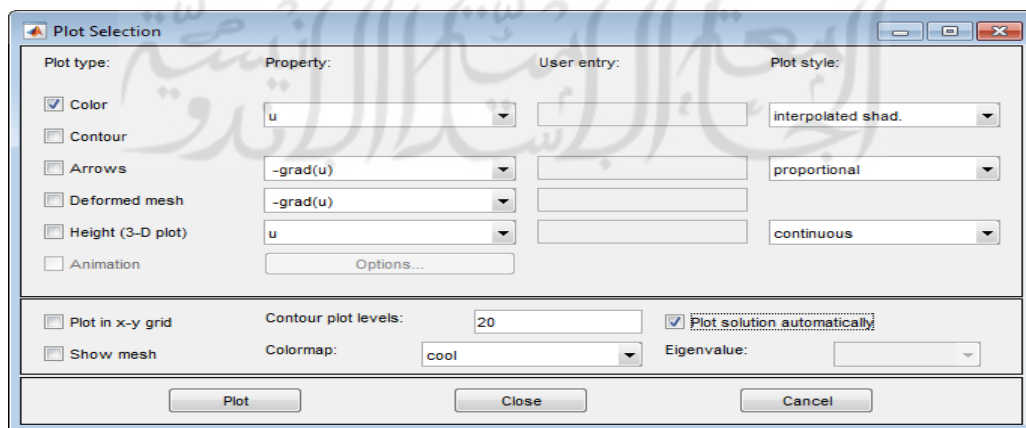 Plot Selection
Plot type: Property: User entry: Plot style:
Color u interpolated shad.
Contour
Arrows -grad(u) proportional
Deformed mesh -grad(u)
Height (3-D plot) u continuous
Animation Options...
Plot in x-y grid Contour plot levels: 20 Plot solution automatically
Show mesh Colormap: cool Eigenvalue:
Plot Close Cancel